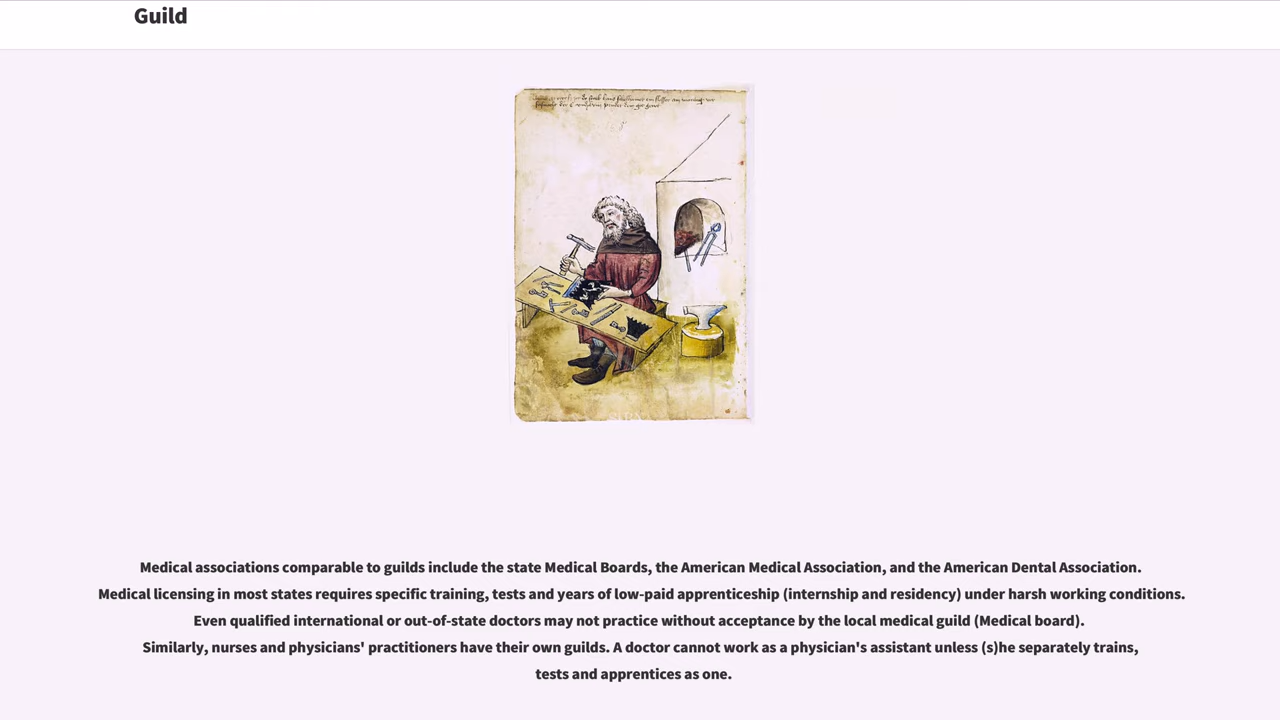 Guild
Medical associations comparable to guilds include the state Medical Boards, the American Medical Association, and the American Dental Association.
Medical licensing in most states requires specific training, tests and years of low-paid apprenticeship (internship and residency) under harsh working conditions.
Even qualified international or out-of-state doctors may not practice without acceptance by the local medical guild (Medical board).
Similarly, nurses and physicians' practitioners have their own guilds. A doctor cannot work as a physician's assistant unless (s)he separately trains,
tests and apprentices as one.